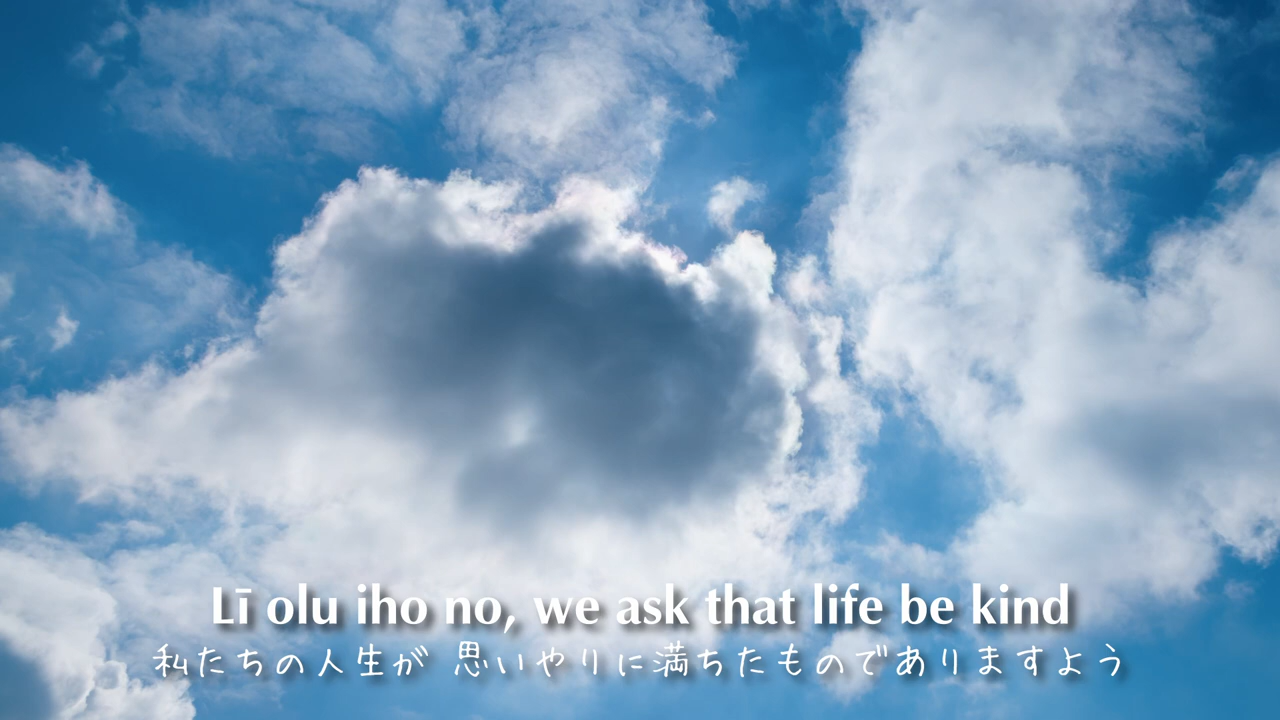 Lī olu iho no, we ask that life be kind
私たちの人生が 思いやりに満ちたものでありますよう